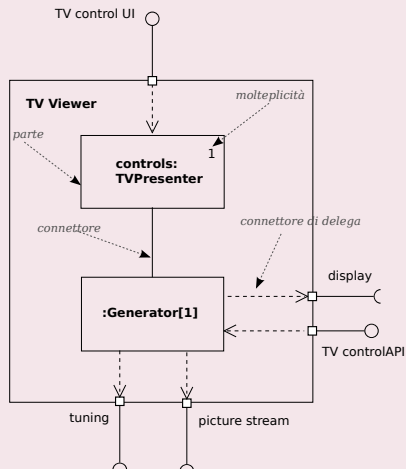 TV control UI
TV Viewer
molteplicità
parte
1
controls:
TVPresenter
connettore
connettore di delega
display
:Generator[1]
TV controlAPI
tuning
picture stream